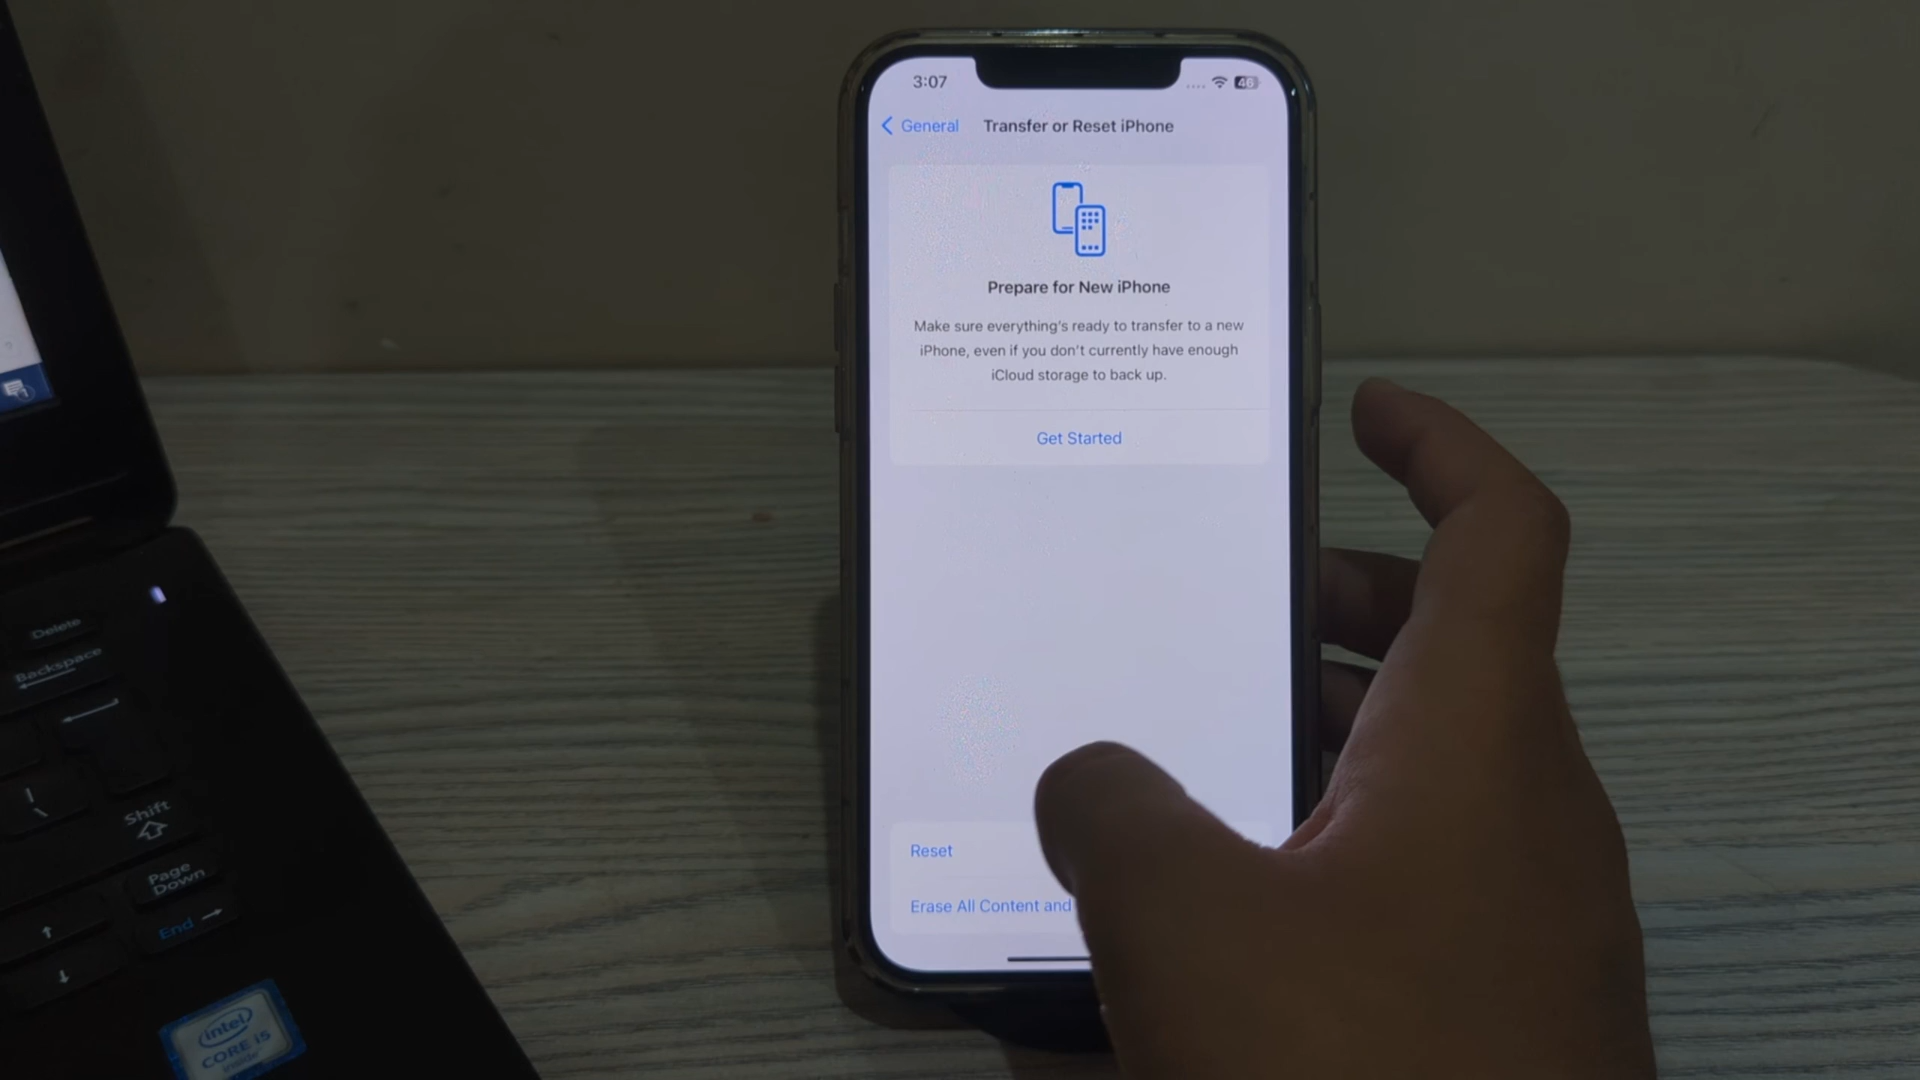 3:07
46
General
Transfer or Reset iPhone
Prepare for New iPhone
Make sure everything's ready to transfer to a new
iPhone, even if you don't currently have enough
iCloud storage to back up.
Get Started
Reset
Erase All Content and
Delete
Backspace
Shift
Page
Down
End
intel
CORE i5
inside